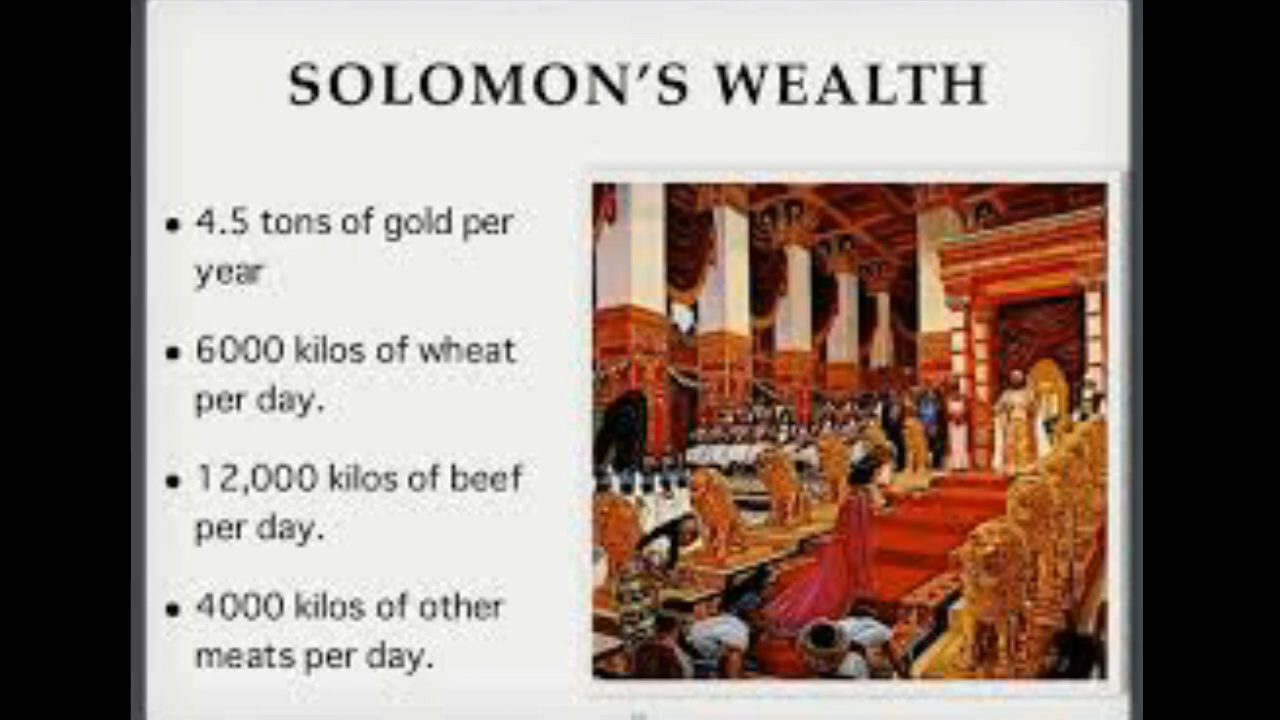 SOLOMON'S WEALTH
• 4.5 tons of gold per
year
• 6000 kilos of wheat
per day.
• 12,000 kilos of beef
per day.
• 4000 kilos of other
meats per day.